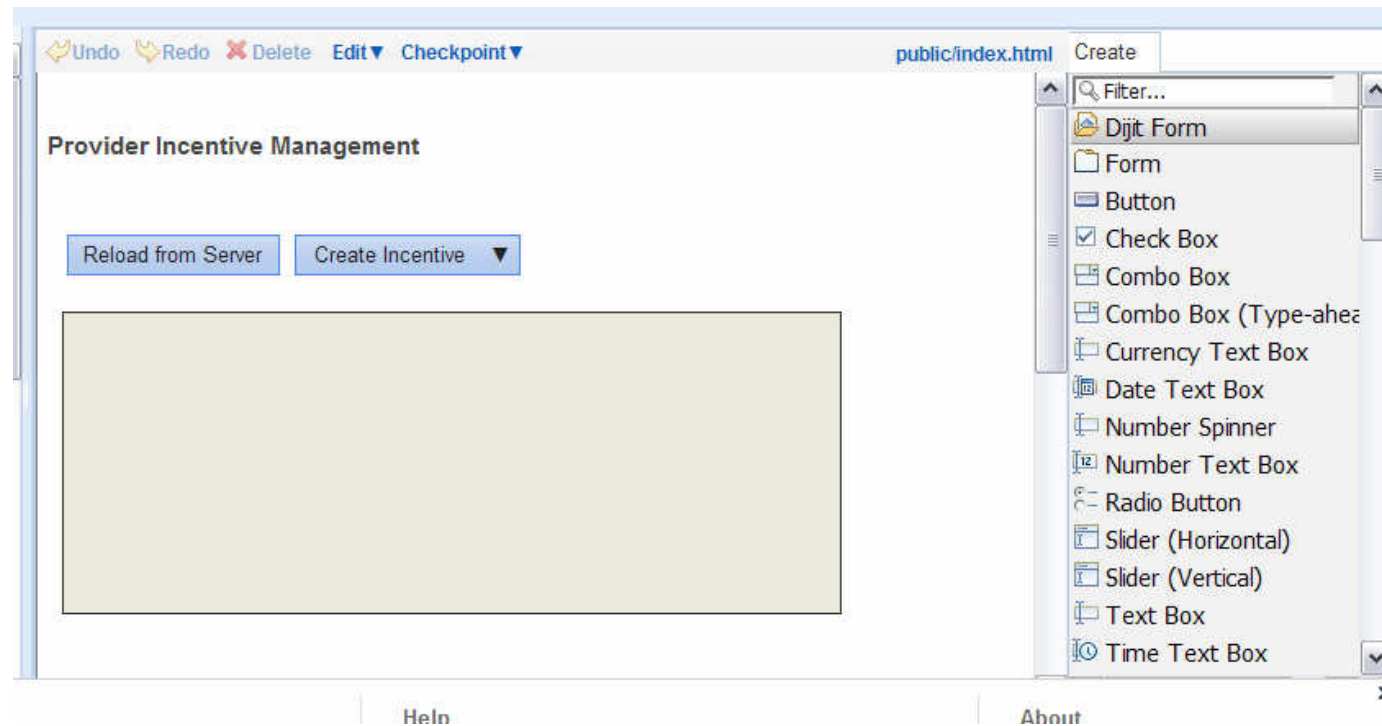 Undo Redo Delete Edit▼ Checkpoint▼ public/index.html Create
Filter...
Dijit Form
Provider Incentive Management
Form
Button
Reload from Server Create Incentive ▼
Check Box
Combo Box
Combo Box (Type-ahea
Currency Text Box
Date Text Box
Number Spinner
Number Text Box
Radio Button
Slider (Horizontal)
Slider (Vertical)
Text Box
Time Text Box
Help About